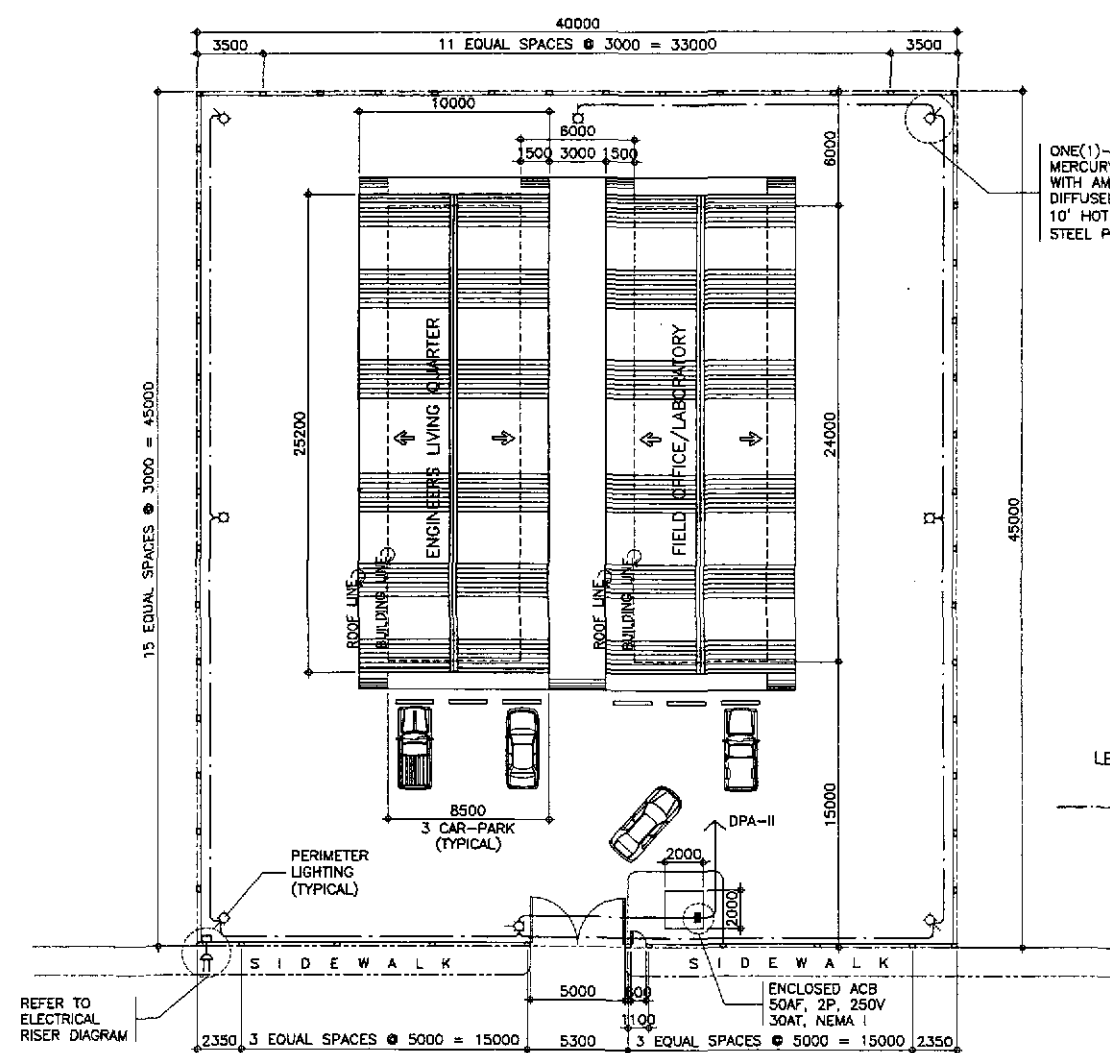 40000
3500
11 EQUAL SPACES @ 3000 = 33000
3500
10000
6000
1500 3000 1500
6000
ONE(1)-
MERCURY
WITH AM
DIFFUSE
10' HOT
STEEL P
25200
ENGINEERS LIVING QUARTER
FIELD OFFICE/LABORATORY
24000
15 EQUAL SPACES @ 3000 = 45000
45000
ROOF LINE
BUILDING LINE
ROOF LINE
BUILDING LINE
LE
8500
3 CAR-PARK
(TYPICAL)
DPA-II
15000
2000
2000
PERIMETER
LIGHTING
(TYPICAL)
SIDEWALK
SIDEWALK
REFER TO
ELECTRICAL
RISER DIAGRAM
5000
600
1100
ENCLOSED ACB
50AF, 2P, 250V
30AT, NEMA I
2350 3 EQUAL SPACES @ 5000 = 15000 5300 3 EQUAL SPACES @ 5000 = 15000 2350